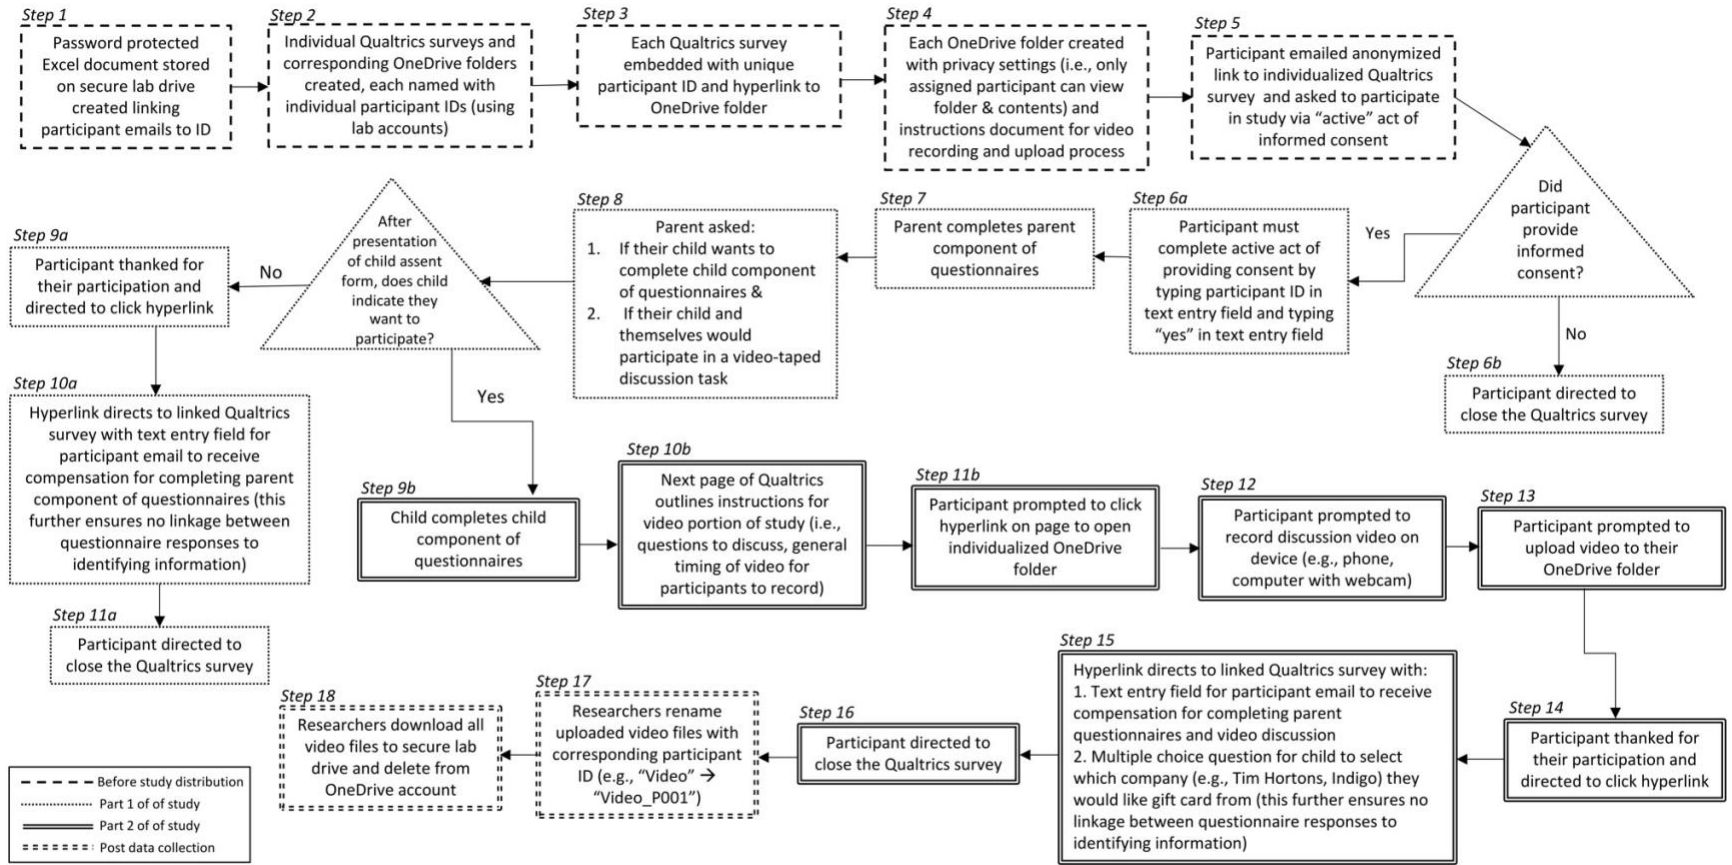 Step 1
Password protected
Excel document stored
on secure lab drive
created linking
participant emails to ID
Step 2
Individual Qualtrics surveys and
corresponding OneDrive folders
created, each named with
individual participant IDs (using
lab accounts)
Step 3
Each Qualtrics survey
embedded with unique
participant ID and hyperlink to
OneDrive folder
Step 4
Each OneDrive folder created
with privacy settings (i.e., only
assigned participant can view
folder & contents) and
instructions document for video
recording and upload process
Step 5
Participant emailed anonymized
link to individualized Qualtrics
survey and asked to participate
in study via “active” act of
informed consent
Did
participant
provide
informed
consent?
Yes
No
Step 6a
Participant must
complete active act of
providing consent by
typing participant ID in
text entry field and typing
“yes” in text entry field
Step 6b
Participant directed to
close the Qualtrics survey
Step 7
Parent completes parent
component of
questionnaires
Step 8
Parent asked:
1. If their child wants to
complete child component
of questionnaires &
2. If their child and
themselves would
participate in a video-taped
discussion task
After
presentation
of child assent
form, does child
indicate they
want to
participate?
No
Yes
Step 9a
Participant thanked for
their participation and
directed to click hyperlink
Step 10a
Hyperlink directs to linked Qualtrics
survey with text entry field for
participant email to receive
compensation for completing parent
component of questionnaires (this
further ensures no linkage between
questionnaire responses to
identifying information)
Step 11a
Participant directed to
close the Qualtrics survey
Step 9b
Child completes child
component of
questionnaires
Step 10b
Next page of Qualtrics
outlines instructions for
video portion of study (i.e.,
questions to discuss, general
timing of video for
participants to record)
Step 11b
Participant prompted to click
hyperlink on page to open
individualized OneDrive
folder
Step 12
Participant prompted to
record discussion video on
device (e.g., phone,
computer with webcam)
Step 13
Participant prompted to
upload video to their
OneDrive folder
Step 14
Participant thanked for
their participation and
directed to click hyperlink
Step 15
Hyperlink directs to linked Qualtrics survey with:
1. Text entry field for participant email to receive
compensation for completing parent
questionnaires and video discussion
2. Multiple choice question for child to select
which company (e.g., Tim Hortons, Indigo) they
would like gift card from (this further ensures no
linkage between questionnaire responses to
identifying information)
Step 16
Participant directed to
close the Qualtrics survey
Step 17
Researchers rename
uploaded video files with
corresponding participant
ID (e.g., “Video” →
“Video_P001”)
Step 18
Researchers download all
video files to secure lab
drive and delete from
OneDrive account
Before study distribution
Part 1 of of study
Part 2 of of study
Post data collection